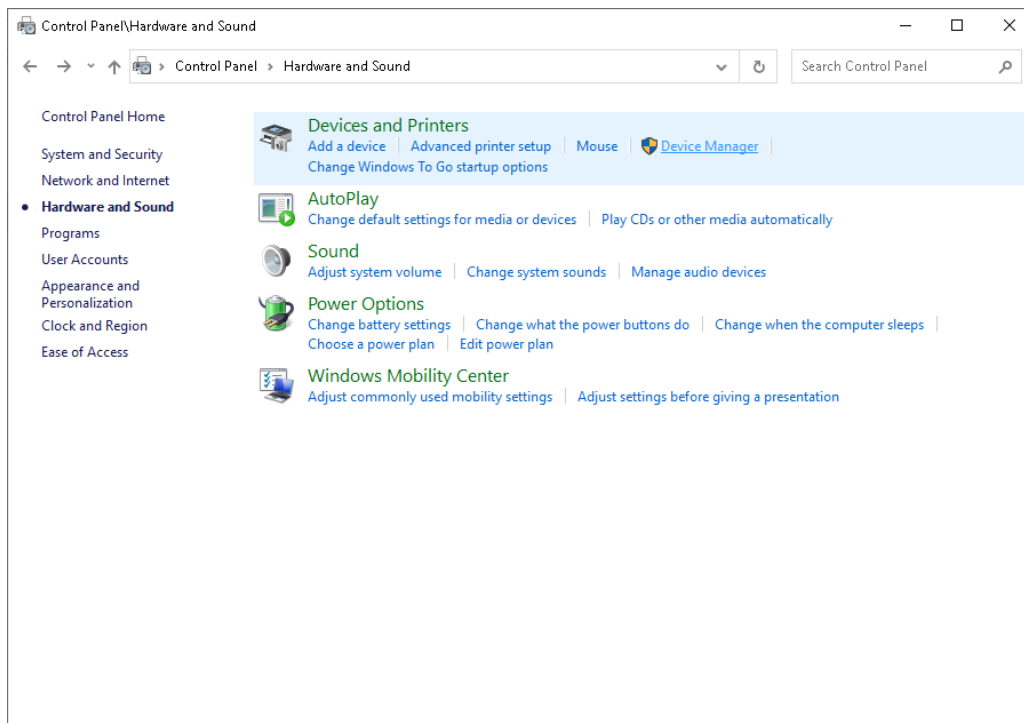 Control Panel\Hardware and Sound
Control Panel > Hardware and Sound
Search Control Panel
Control Panel Home
System and Security
Network and Internet
Hardware and Sound
Programs
User Accounts
Appearance and
Personalization
Clock and Region
Ease of Access
Devices and Printers
Add a device Advanced printer setup Mouse Device Manager
Change Windows To Go startup options
AutoPlay
Change default settings for media or devices Play CDs or other media automatically
Sound
Adjust system volume Change system sounds Manage audio devices
Power Options
Change battery settings Change what the power buttons do Change when the computer sleeps
Choose a power plan Edit power plan
Windows Mobility Center
Adjust commonly used mobility settings Adjust settings before giving a presentation